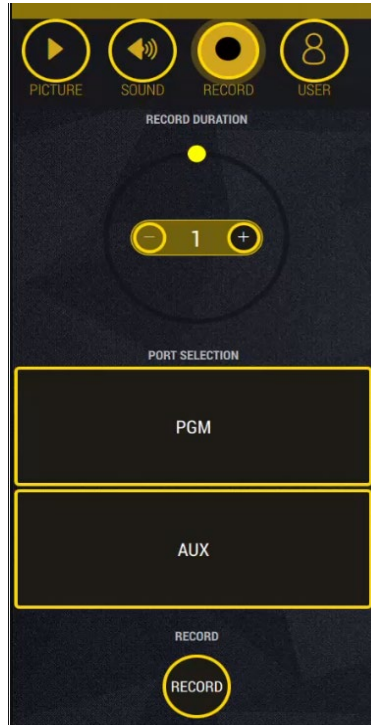 PICTURE SOUND RECORD USER
RECORD DURATION
− 1 +
PORT SELECTION
PGM
AUX
RECORD
RECORD